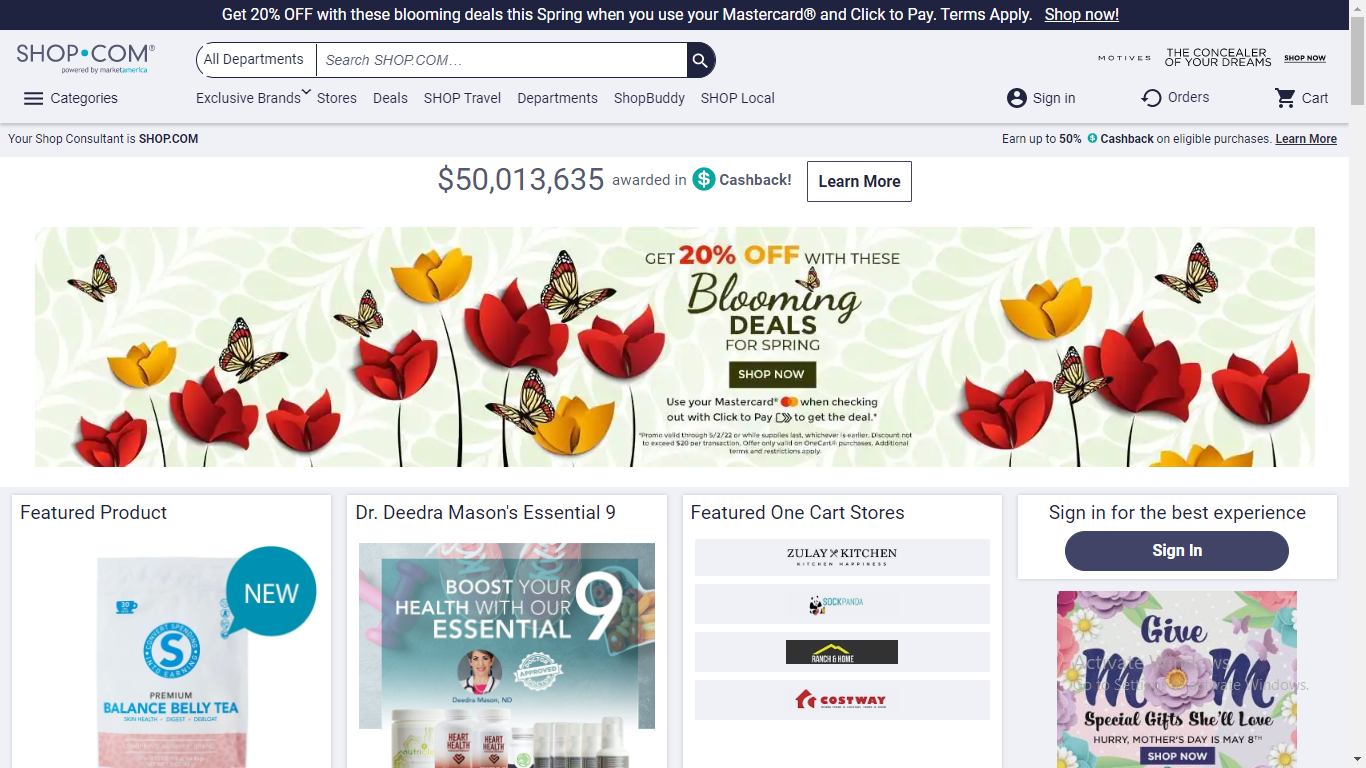 Get 20% OFF with these blooming deals this Spring when you use your Mastercard® and Click to Pay. Terms Apply. Shop now!
SHOP•COM®
powered by marketamerica
All Departments
Search SHOP.COM...
MOTIVES
THE CONCEALER
OF YOUR DREAMS
SHOP NOW
Categories
Exclusive Brands
Stores
Deals
SHOP Travel
Departments
ShopBuddy
SHOP Local
Sign in
Orders
Cart
Your Shop Consultant is SHOP.COM
Earn up to 50% $ Cashback on eligible purchases. Learn More
$50,013,635 awarded in $ Cashback!
Learn More
GET 20% OFF WITH THESE
Blooming
DEALS
FOR SPRING
SHOP NOW
Use your Mastercard® when checking
out with Click to Pay to get the deal.*
*Promo valid through 5/2/22 or while supplies last, whichever is earlier. Discount not
to exceed $20 per transaction. Offer only valid on OneCart® purchases. Additional
terms and restrictions apply.
Featured Product
NEW
30
CONVERT SPENDING
S
INTO EARNING
PREMIUM
BALANCE BELLY TEA
SKIN HEALTH • DIGEST • DEBLOAT
Dr. Deedra Mason's Essential 9
BOOST YOUR
HEALTH WITH OUR
ESSENTIAL
9
DOCTOR
APPROVED
Deedra Mason, ND
HEART
HEALTH
HEART
HEALTH
Featured One Cart Stores
ZULAY KITCHEN
KITCHEN HAPPINESS
SOCKPANDA
RANCH & HOME
COSTWAY
Sign in for the best experience
Sign In
Give
MOM
Special Gifts She'll Love
HURRY, MOTHER'S DAY IS MAY 8TH
SHOP NOW
Activate Windows
Go to Settings to activate Windows.